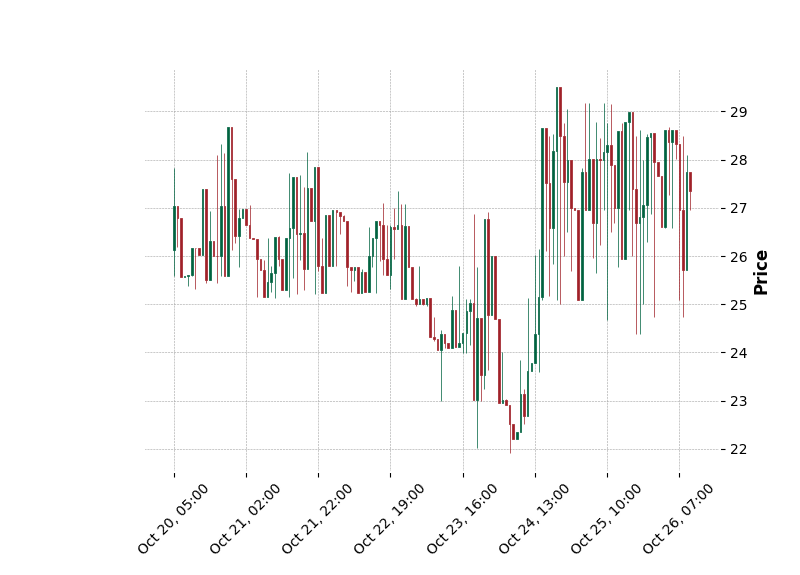 29
28
27
26
25
24
23
22
Price
Oct 20, 05:00
Oct 21, 02:00
Oct 21, 22:00
Oct 22, 19:00
Oct 23, 16:00
Oct 24, 13:00
Oct 25, 10:00
Oct 26, 07:00